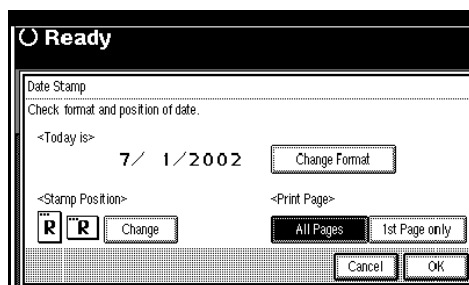 Ready
Date Stamp
Check format and position of date.
<Today is>
7/ 1/2002 Change Format
<Stamp Position> <Print Page>
R R Change All Pages 1st Page only
Cancel OK